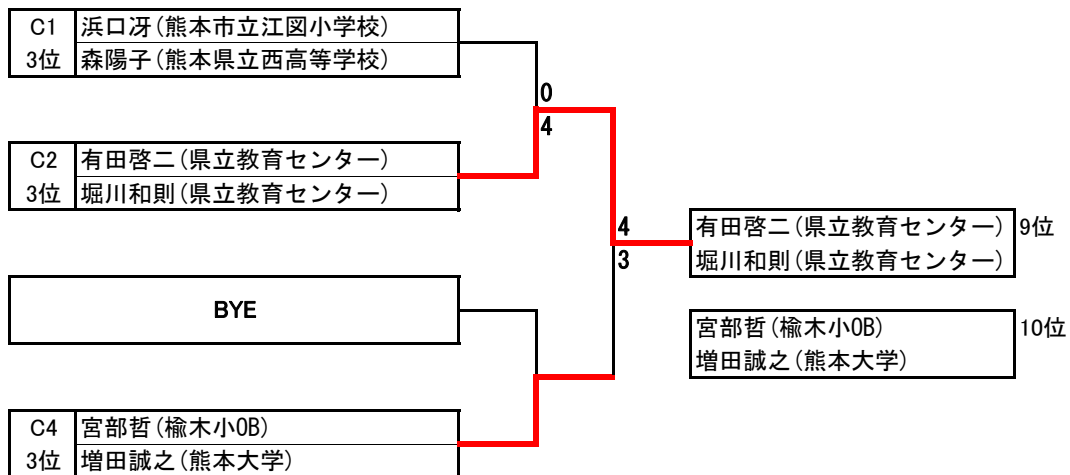 C1 浜口冴(熊本市立江図小学校)
3位 森陽子(熊本県立西高等学校)
0
4
C2 有田啓二(県立教育センター)
3位 堀川和則(県立教育センター)
4
3
有田啓二(県立教育センター) 9位
堀川和則(県立教育センター)
BYE
宮部哲(楡木小OB) 10位
増田誠之(熊本大学)
C4 宮部哲(楡木小OB)
3位 増田誠之(熊本大学)